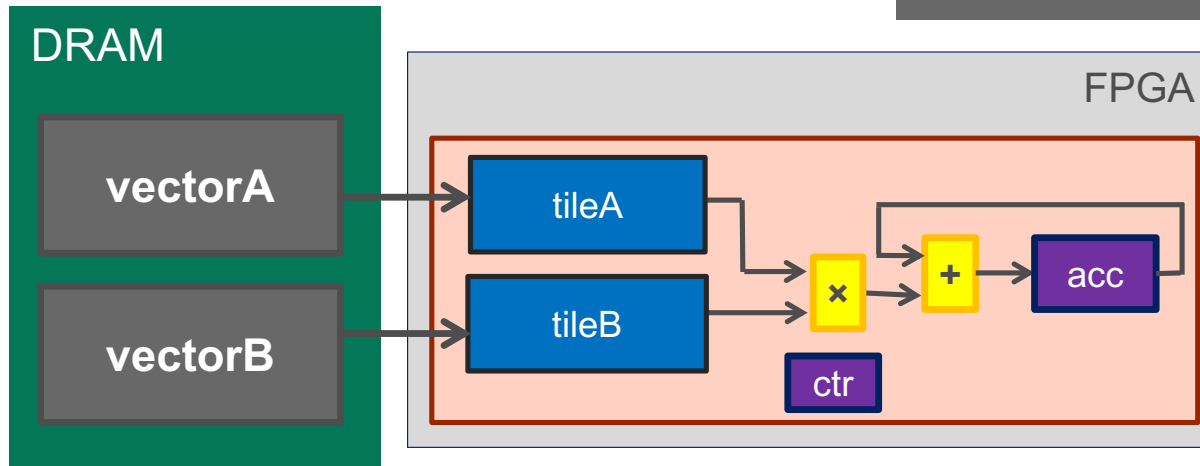 DRAM
FPGA
vectorA
tileA
×
+
acc
vectorB
tileB
ctr